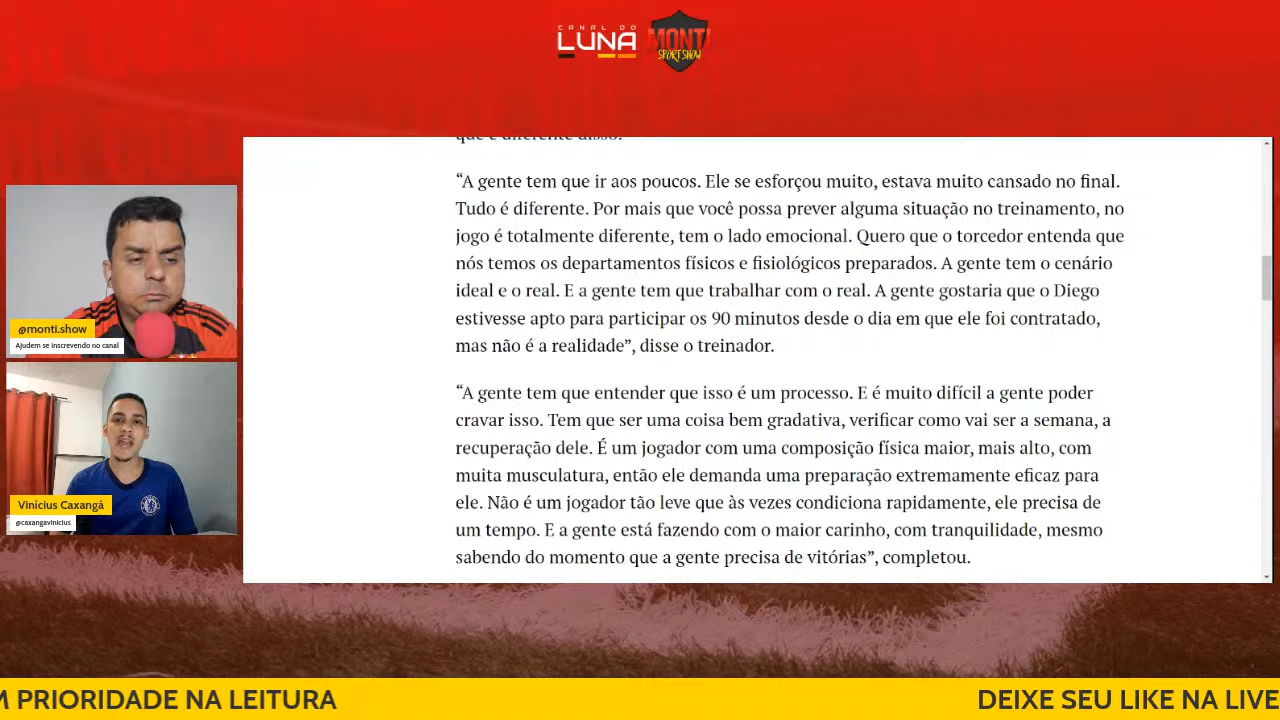 CANAL DO
LUNA
MONTI
SPORT SHOW
que é diferente disso.
“A gente tem que ir aos poucos. Ele se esforçou muito, estava muito cansado no final.
Tudo é diferente. Por mais que você possa prever alguma situação no treinamento, no
jogo é totalmente diferente, tem o lado emocional. Quero que o torcedor entenda que
nós temos os departamentos físicos e fisiológicos preparados. A gente tem o cenário
ideal e o real. E a gente tem que trabalhar com o real. A gente gostaria que o Diego
estivesse apto para participar os 90 minutos desde o dia em que ele foi contratado,
mas não é a realidade”, disse o treinador.
“A gente tem que entender que isso é um processo. E é muito difícil a gente poder
cravar isso. Tem que ser uma coisa bem gradativa, verificar como vai ser a semana, a
recuperação dele. É um jogador com uma composição física maior, mais alto, com
muita musculatura, então ele demanda uma preparação extremamente eficaz para
ele. Não é um jogador tão leve que às vezes condiciona rapidamente, ele precisa de
um tempo. E a gente está fazendo com o maior carinho, com tranquilidade, mesmo
sabendo do momento que a gente precisa de vitórias”, completou.
@monti.show
Ajudem se inscrevendo no canal
Vinícius Caxangá
@caxangavinicius
M PRIORIDADE NA LEITURA
DEIXE SEU LIKE NA LIVE